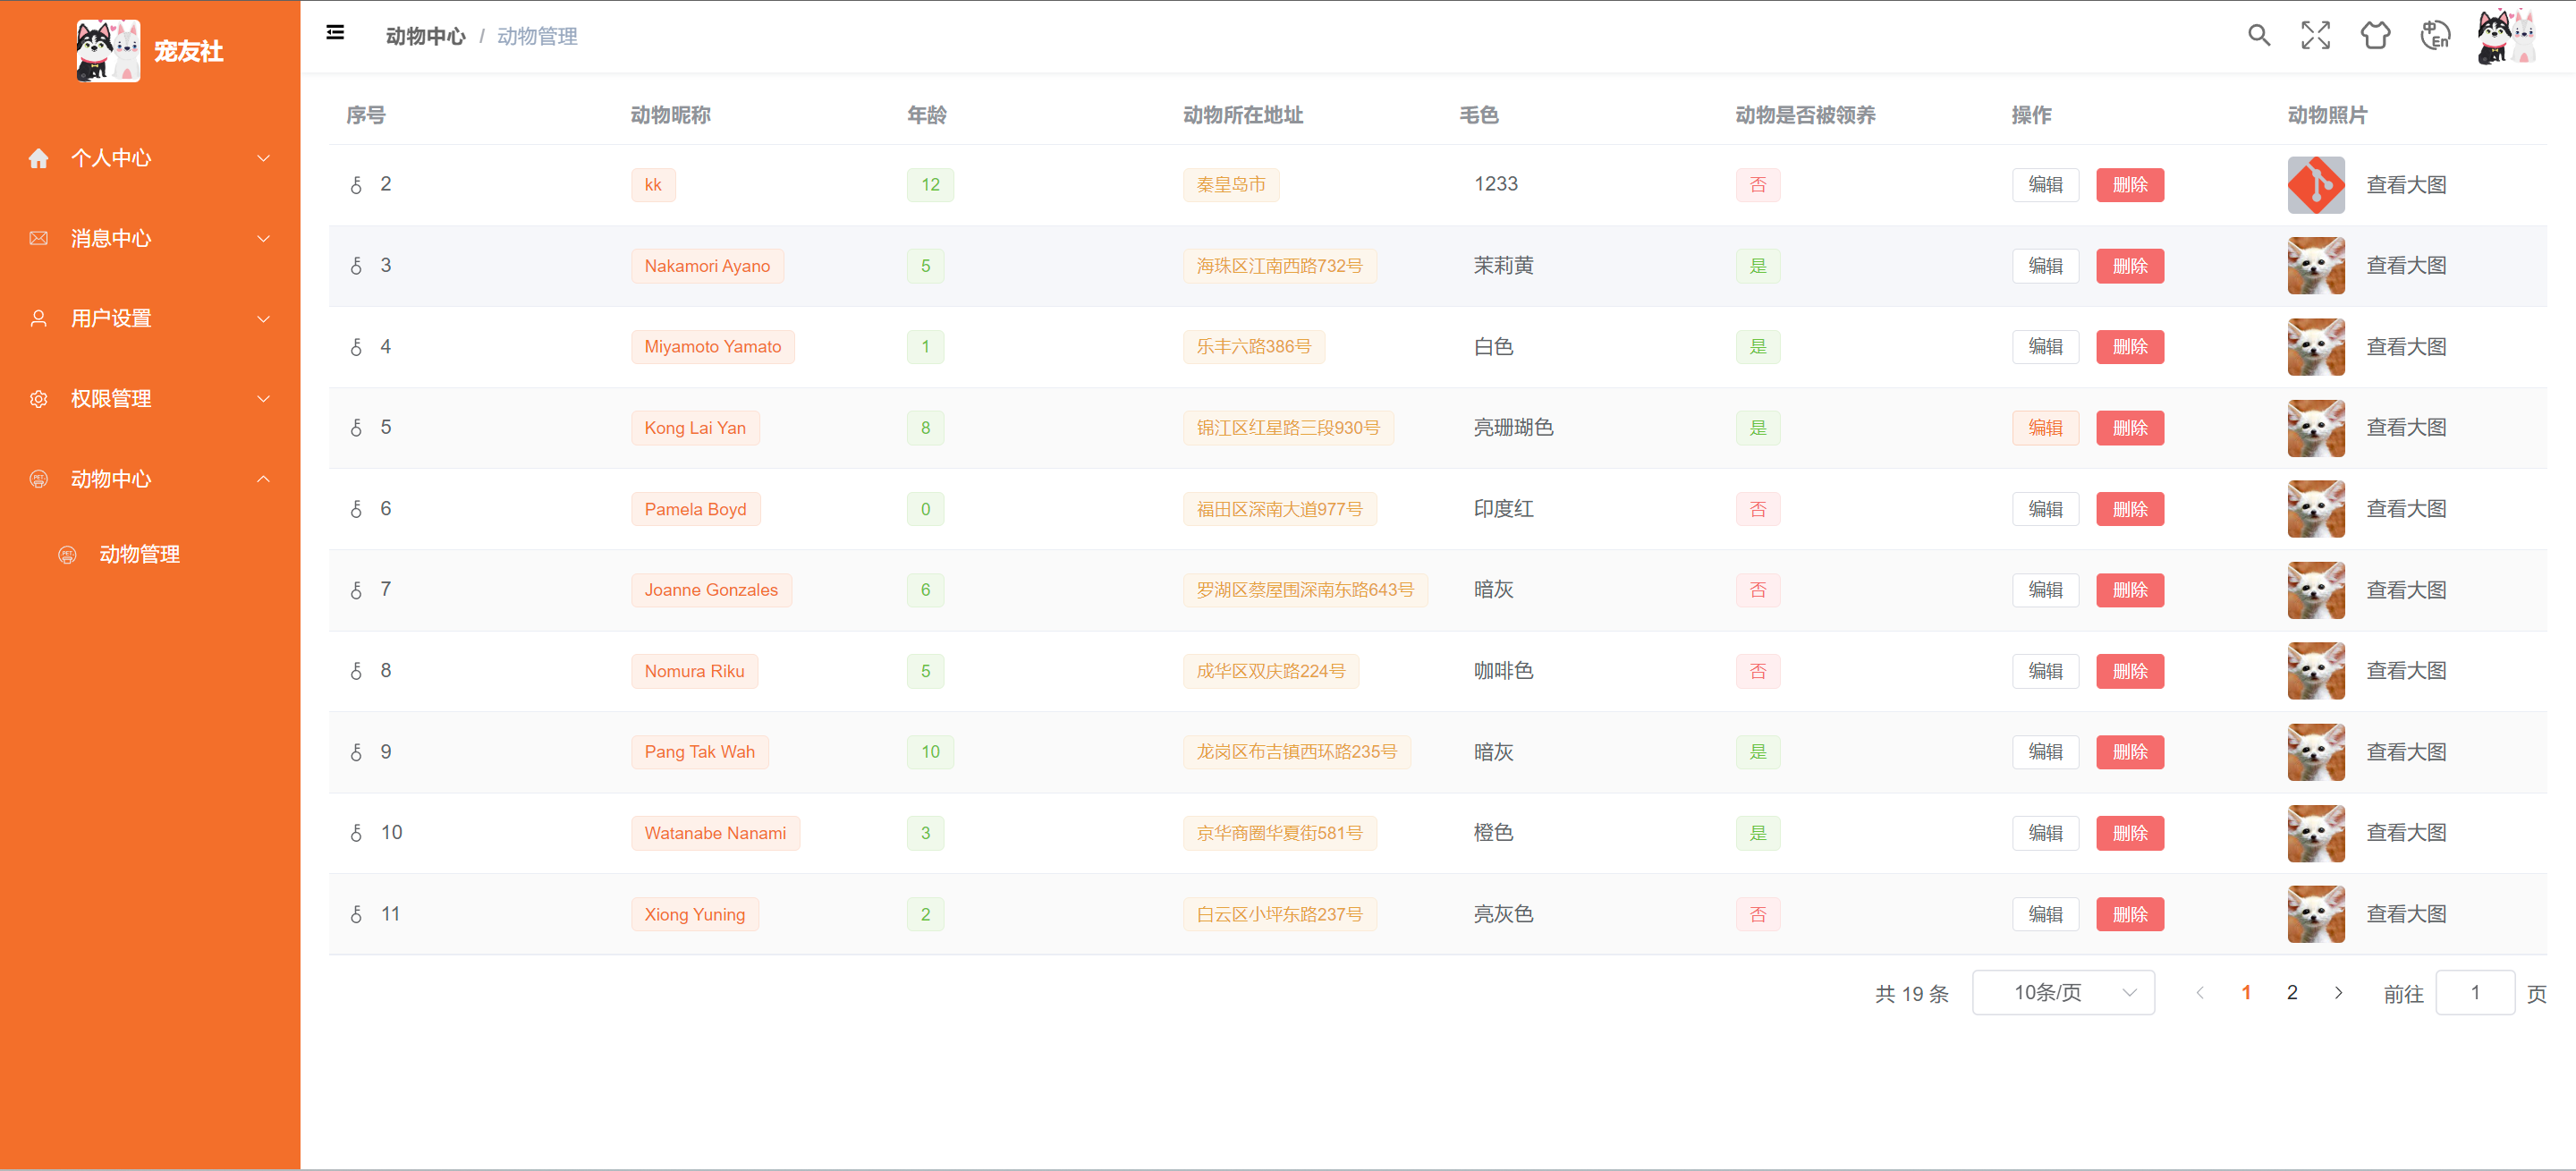 宠友社
个人中心
消息中心
用户设置
权限管理
动物中心
动物管理
动物中心 / 动物管理
中 En
序号 动物昵称 年龄 动物所在地址 毛色 动物是否被领养 操作 动物照片
2 kk 12 秦皇岛市 1233 否 编辑 删除 查看大图
3 Nakamori Ayano 5 海珠区江南西路732号 茉莉黄 是 编辑 删除 查看大图
4 Miyamoto Yamato 1 乐丰六路386号 白色 是 编辑 删除 查看大图
5 Kong Lai Yan 8 锦江区红星路三段930号 亮珊瑚色 是 编辑 删除 查看大图
6 Pamela Boyd 0 福田区深南大道977号 印度红 否 编辑 删除 查看大图
7 Joanne Gonzales 6 罗湖区蔡屋围深南东路643号 暗灰 否 编辑 删除 查看大图
8 Nomura Riku 5 成华区双庆路224号 咖啡色 否 编辑 删除 查看大图
9 Pang Tak Wah 10 龙岗区布吉镇西环路235号 暗灰 是 编辑 删除 查看大图
10 Watanabe Nanami 3 京华商圈华夏街581号 橙色 是 编辑 删除 查看大图
11 Xiong Yuning 2 白云区小坪东路237号 亮灰色 否 编辑 删除 查看大图
共 19 条 10条/页 1 2 前往 1 页